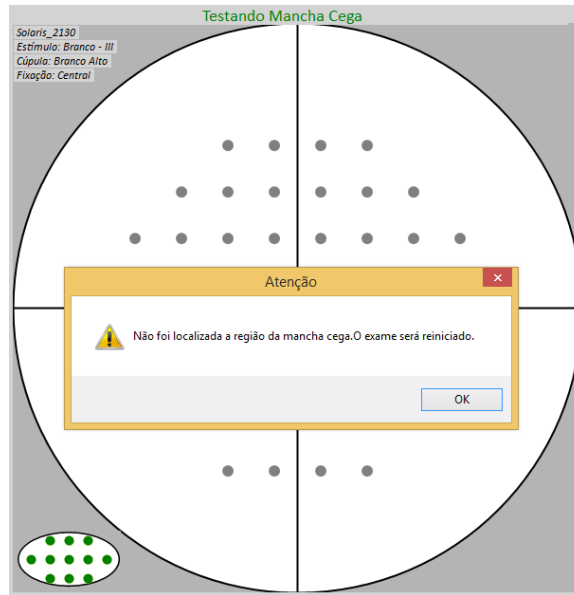 Testando Mancha Cega
Solaris_2130
Estímulo: Branco - III
Cúpula: Branco Alto
Fixação: Central
Atenção
Não foi localizada a região da mancha cega.O exame será reiniciado.
OK